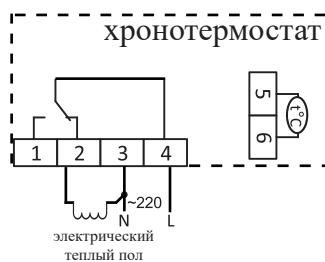 хронотермостат
5
t°C
6
1 2 3 4
~220
N L
электрический
теплый пол